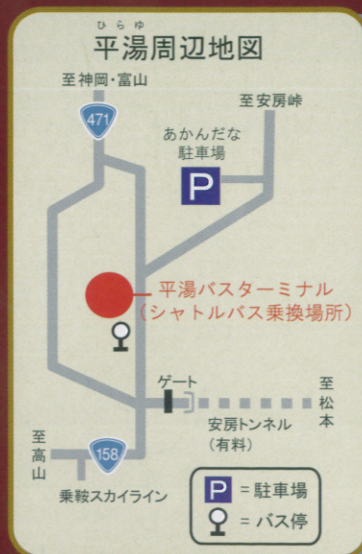 ひらゆ
平湯周辺地図
至神岡・富山
471
至安房峠
あかんだな
駐車場
P
平湯バスターミナル
(シャトルバス乗換場所)
ゲート
至松本
安房トンネル
(有料)
至高山
158
乗鞍スカイライン
P =駐車場
=バス停